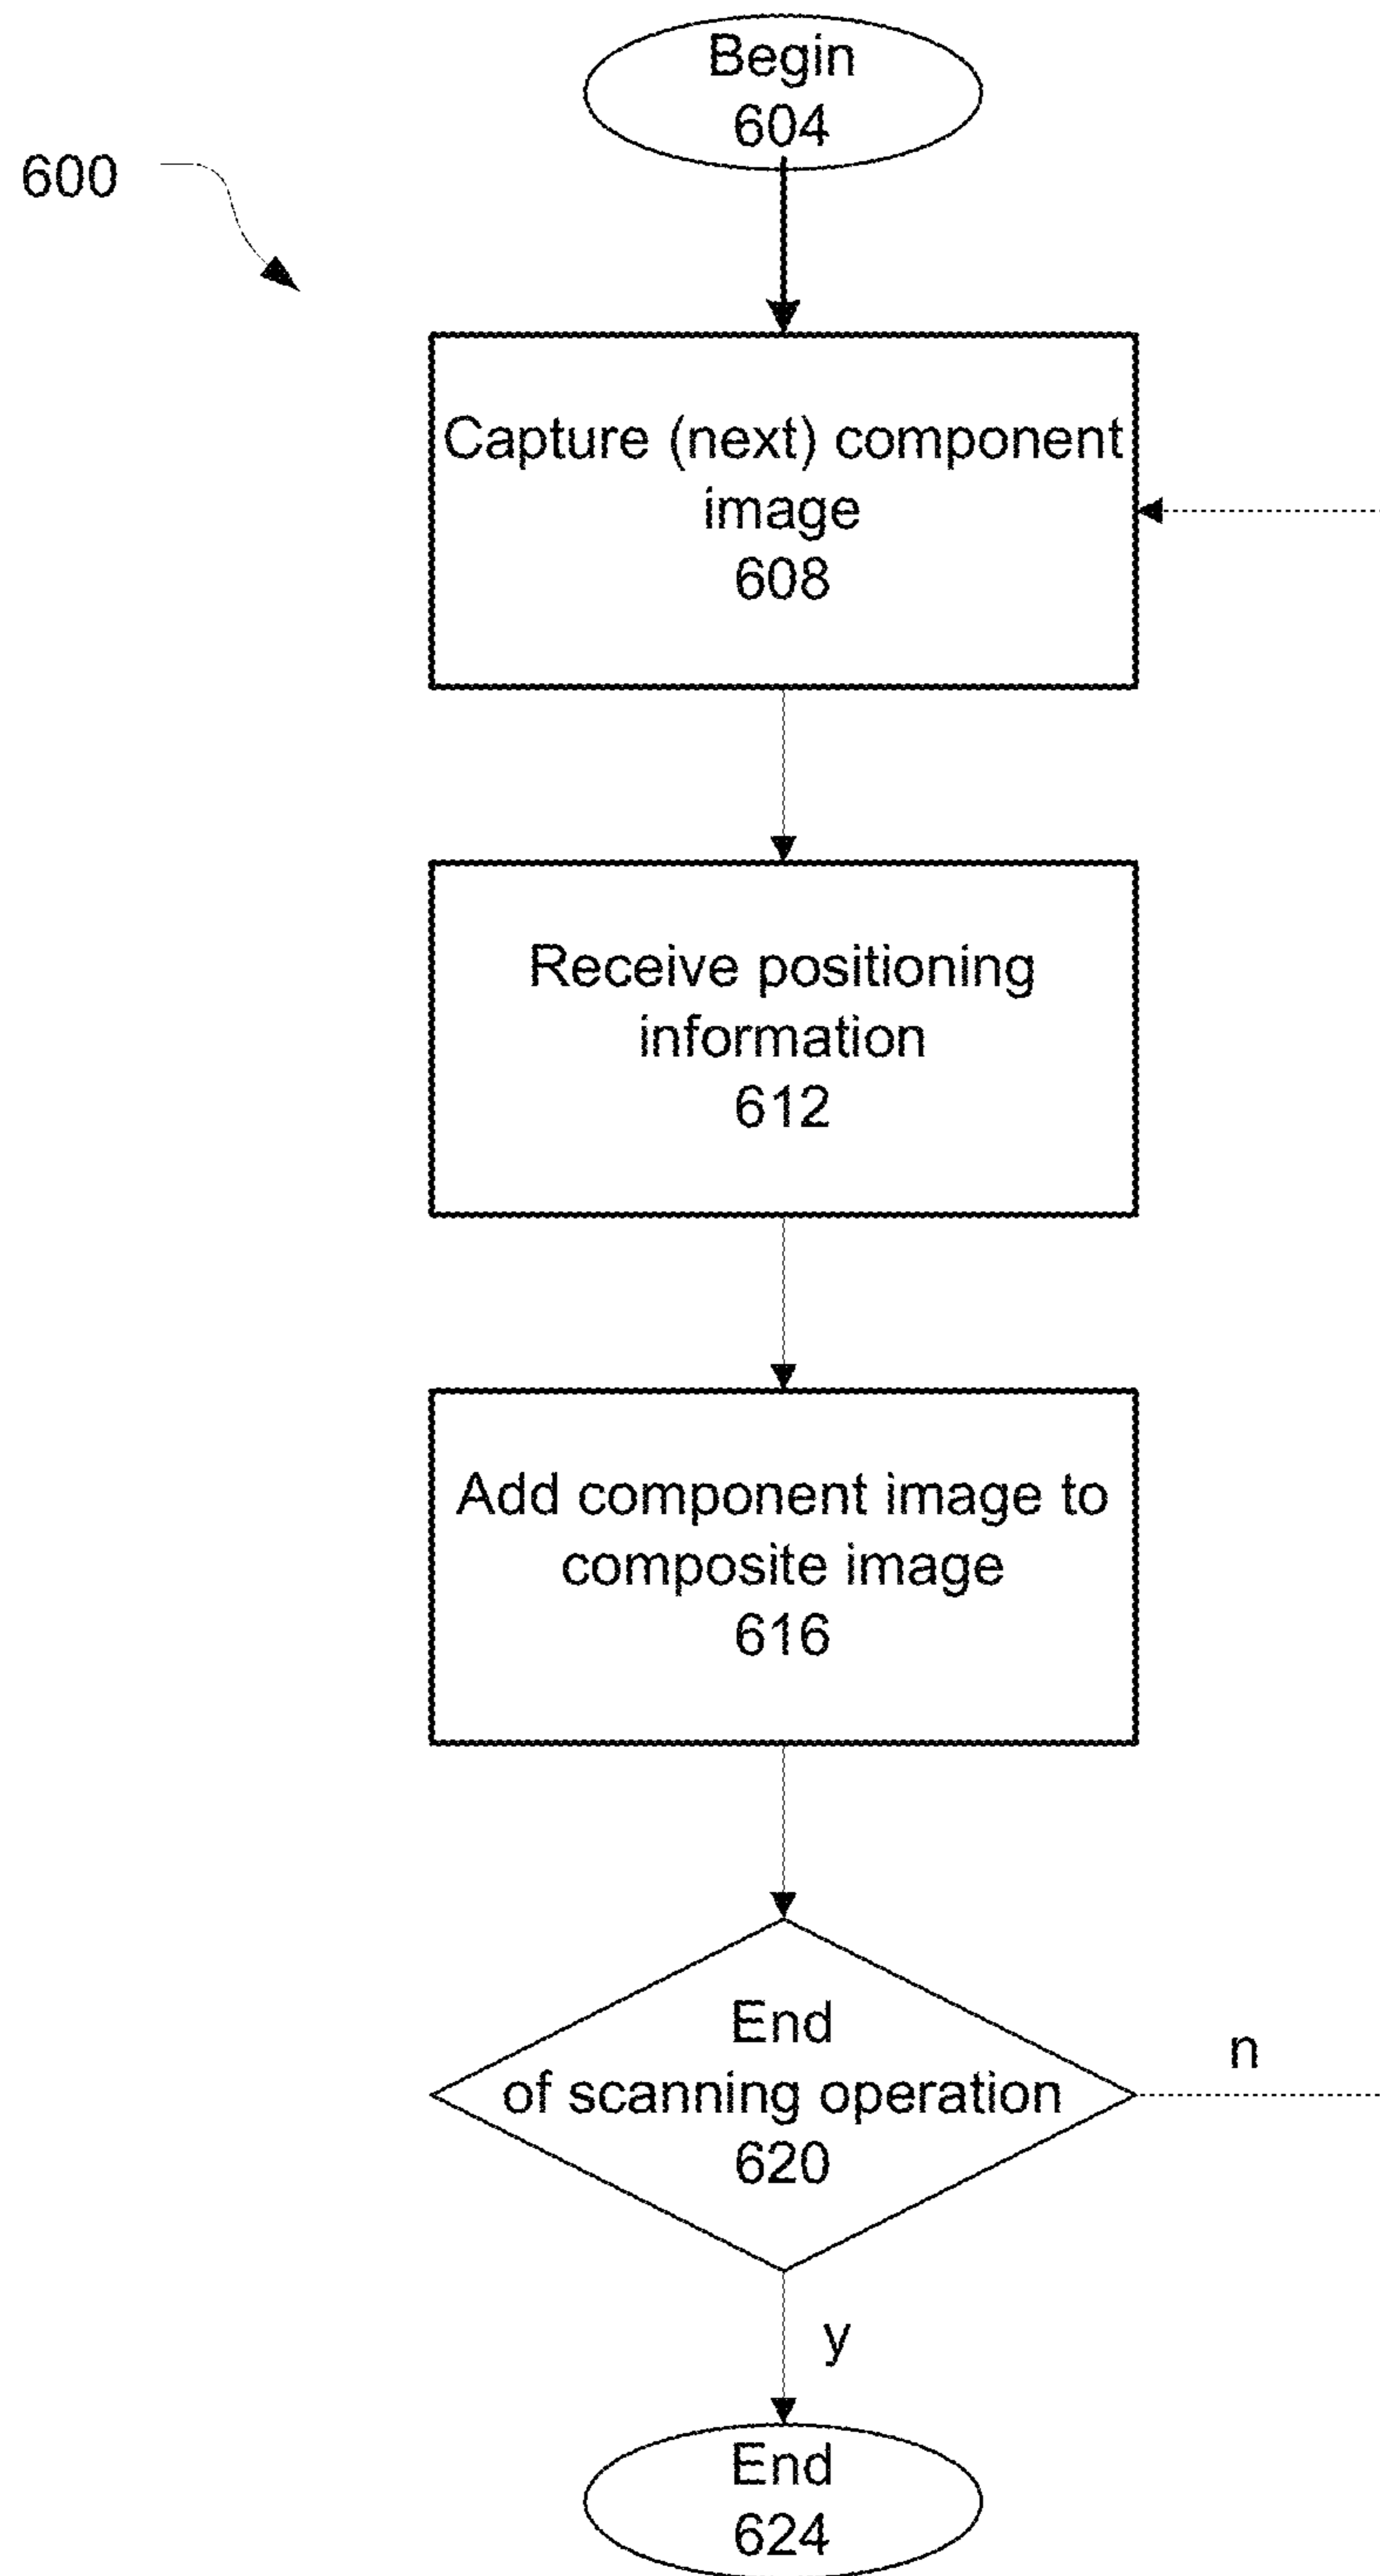 Begin
604
600
Capture (next) component
image
608
Receive positioning
information
612
Add component image to
composite image
616
End
of scanning operation
620
n
y
End
624